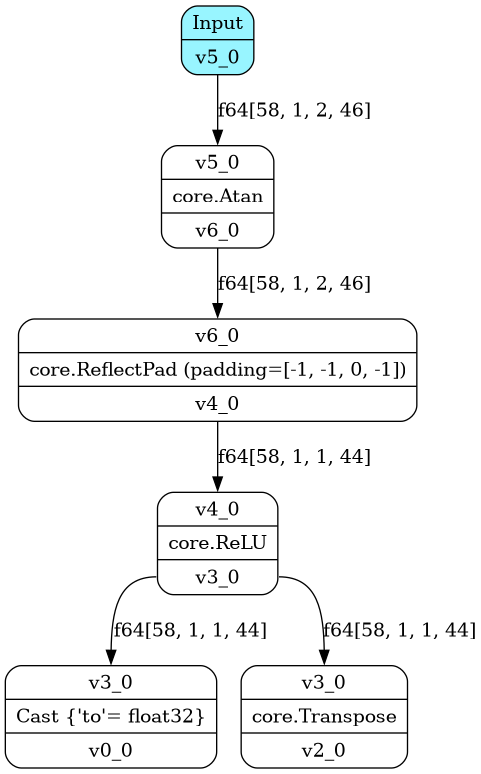 Input
v5_0
f64[58, 1, 2, 46]
v5_0
core.Atan
v6_0
f64[58, 1, 2, 46]
v6_0
core.ReflectPad (padding=[-1, -1, 0, -1])
v4_0
f64[58, 1, 1, 44]
v4_0
core.ReLU
v3_0
f64[58, 1, 1, 44]
f64[58, 1, 1, 44]
v3_0
Cast {'to'= float32}
v0_0
v3_0
core.Transpose
v2_0